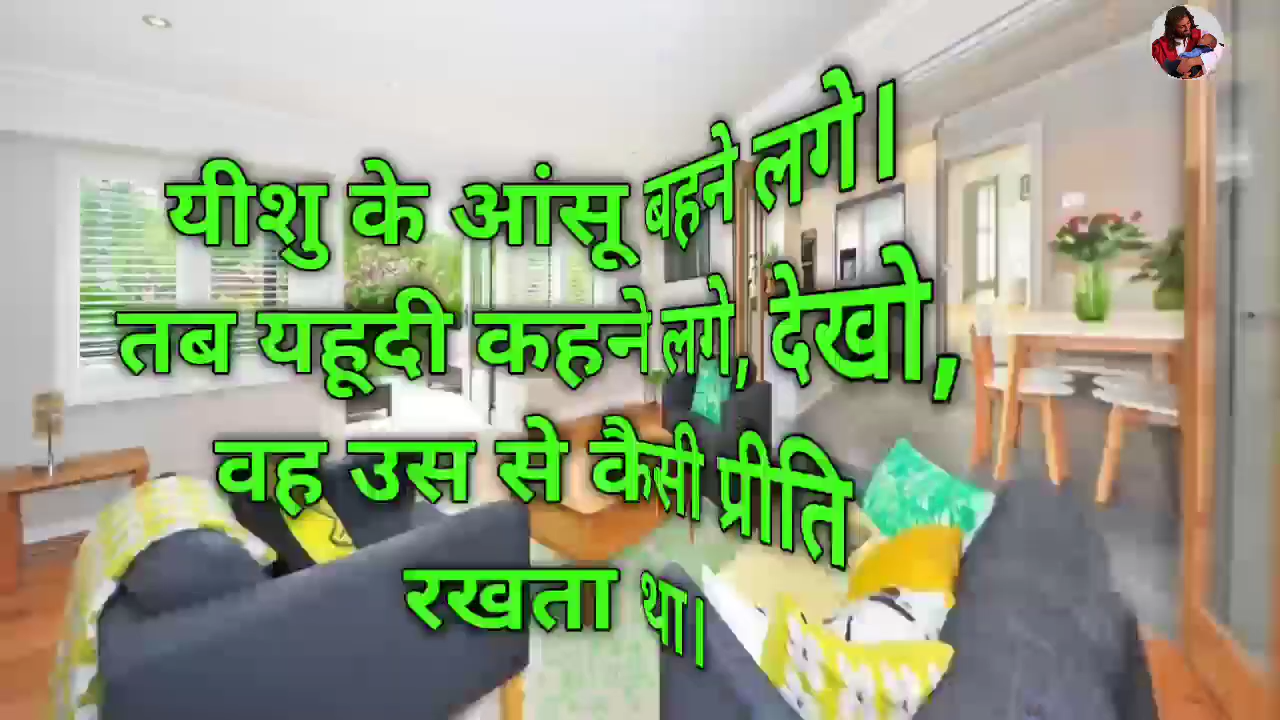 यीशु के आंसू बहने लगे।
तब यहूदी कहने लगे, देखो,
वह उस से कैसी प्रीति
रखता था।